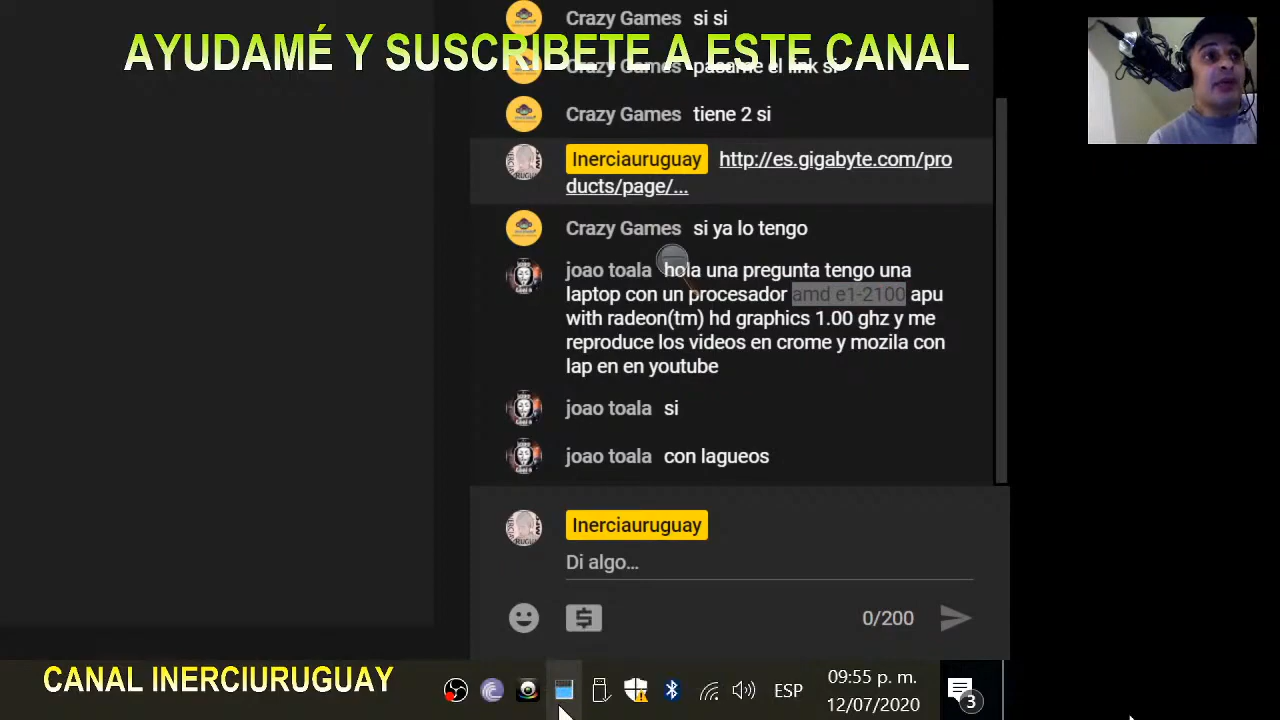 Crazy Games si si
AYUDAMÉ Y SUSCRIBETE A ESTE CANAL
Crazy Games pasame el link si
Crazy Games tiene 2 si
Inerciauruguay http://es.gigabyte.com/pro
ducts/page/...
Crazy Games si ya lo tengo
joao toala hola una pregunta tengo una
laptop con un procesador amd e1-2100 apu
with radeon(tm) hd graphics 1.00 ghz y me
reproduce los videos en crome y mozila con
lap en en youtube
joao toala si
joao toala con lagueos
Inerciauruguay
Di algo...
0/200
CANAL INERCIURUGUAY
ESP
09:55 p. m.
12/07/2020
3